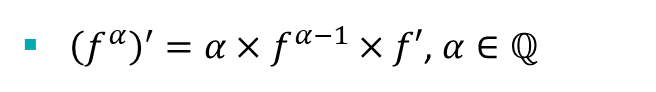 ▪ (f^α)′ = α × f^(α−1) × f′, α ∈ ℚ